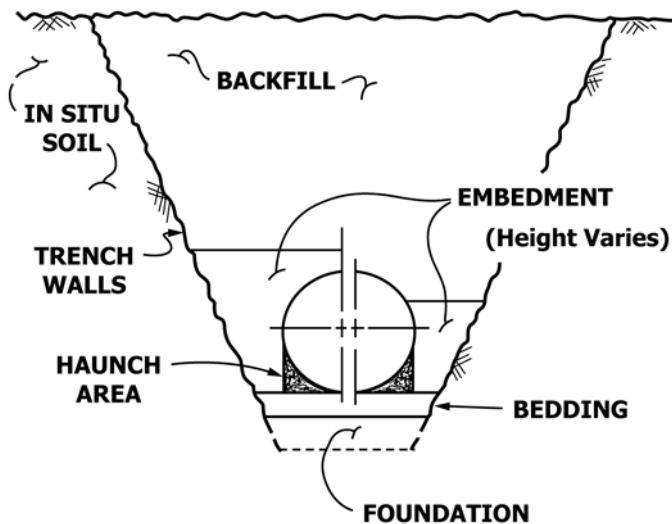 BACKFILL
IN SITU
SOIL
EMBEDMENT
(Height Varies)
TRENCH
WALLS
HAUNCH
AREA
BEDDING
FOUNDATION